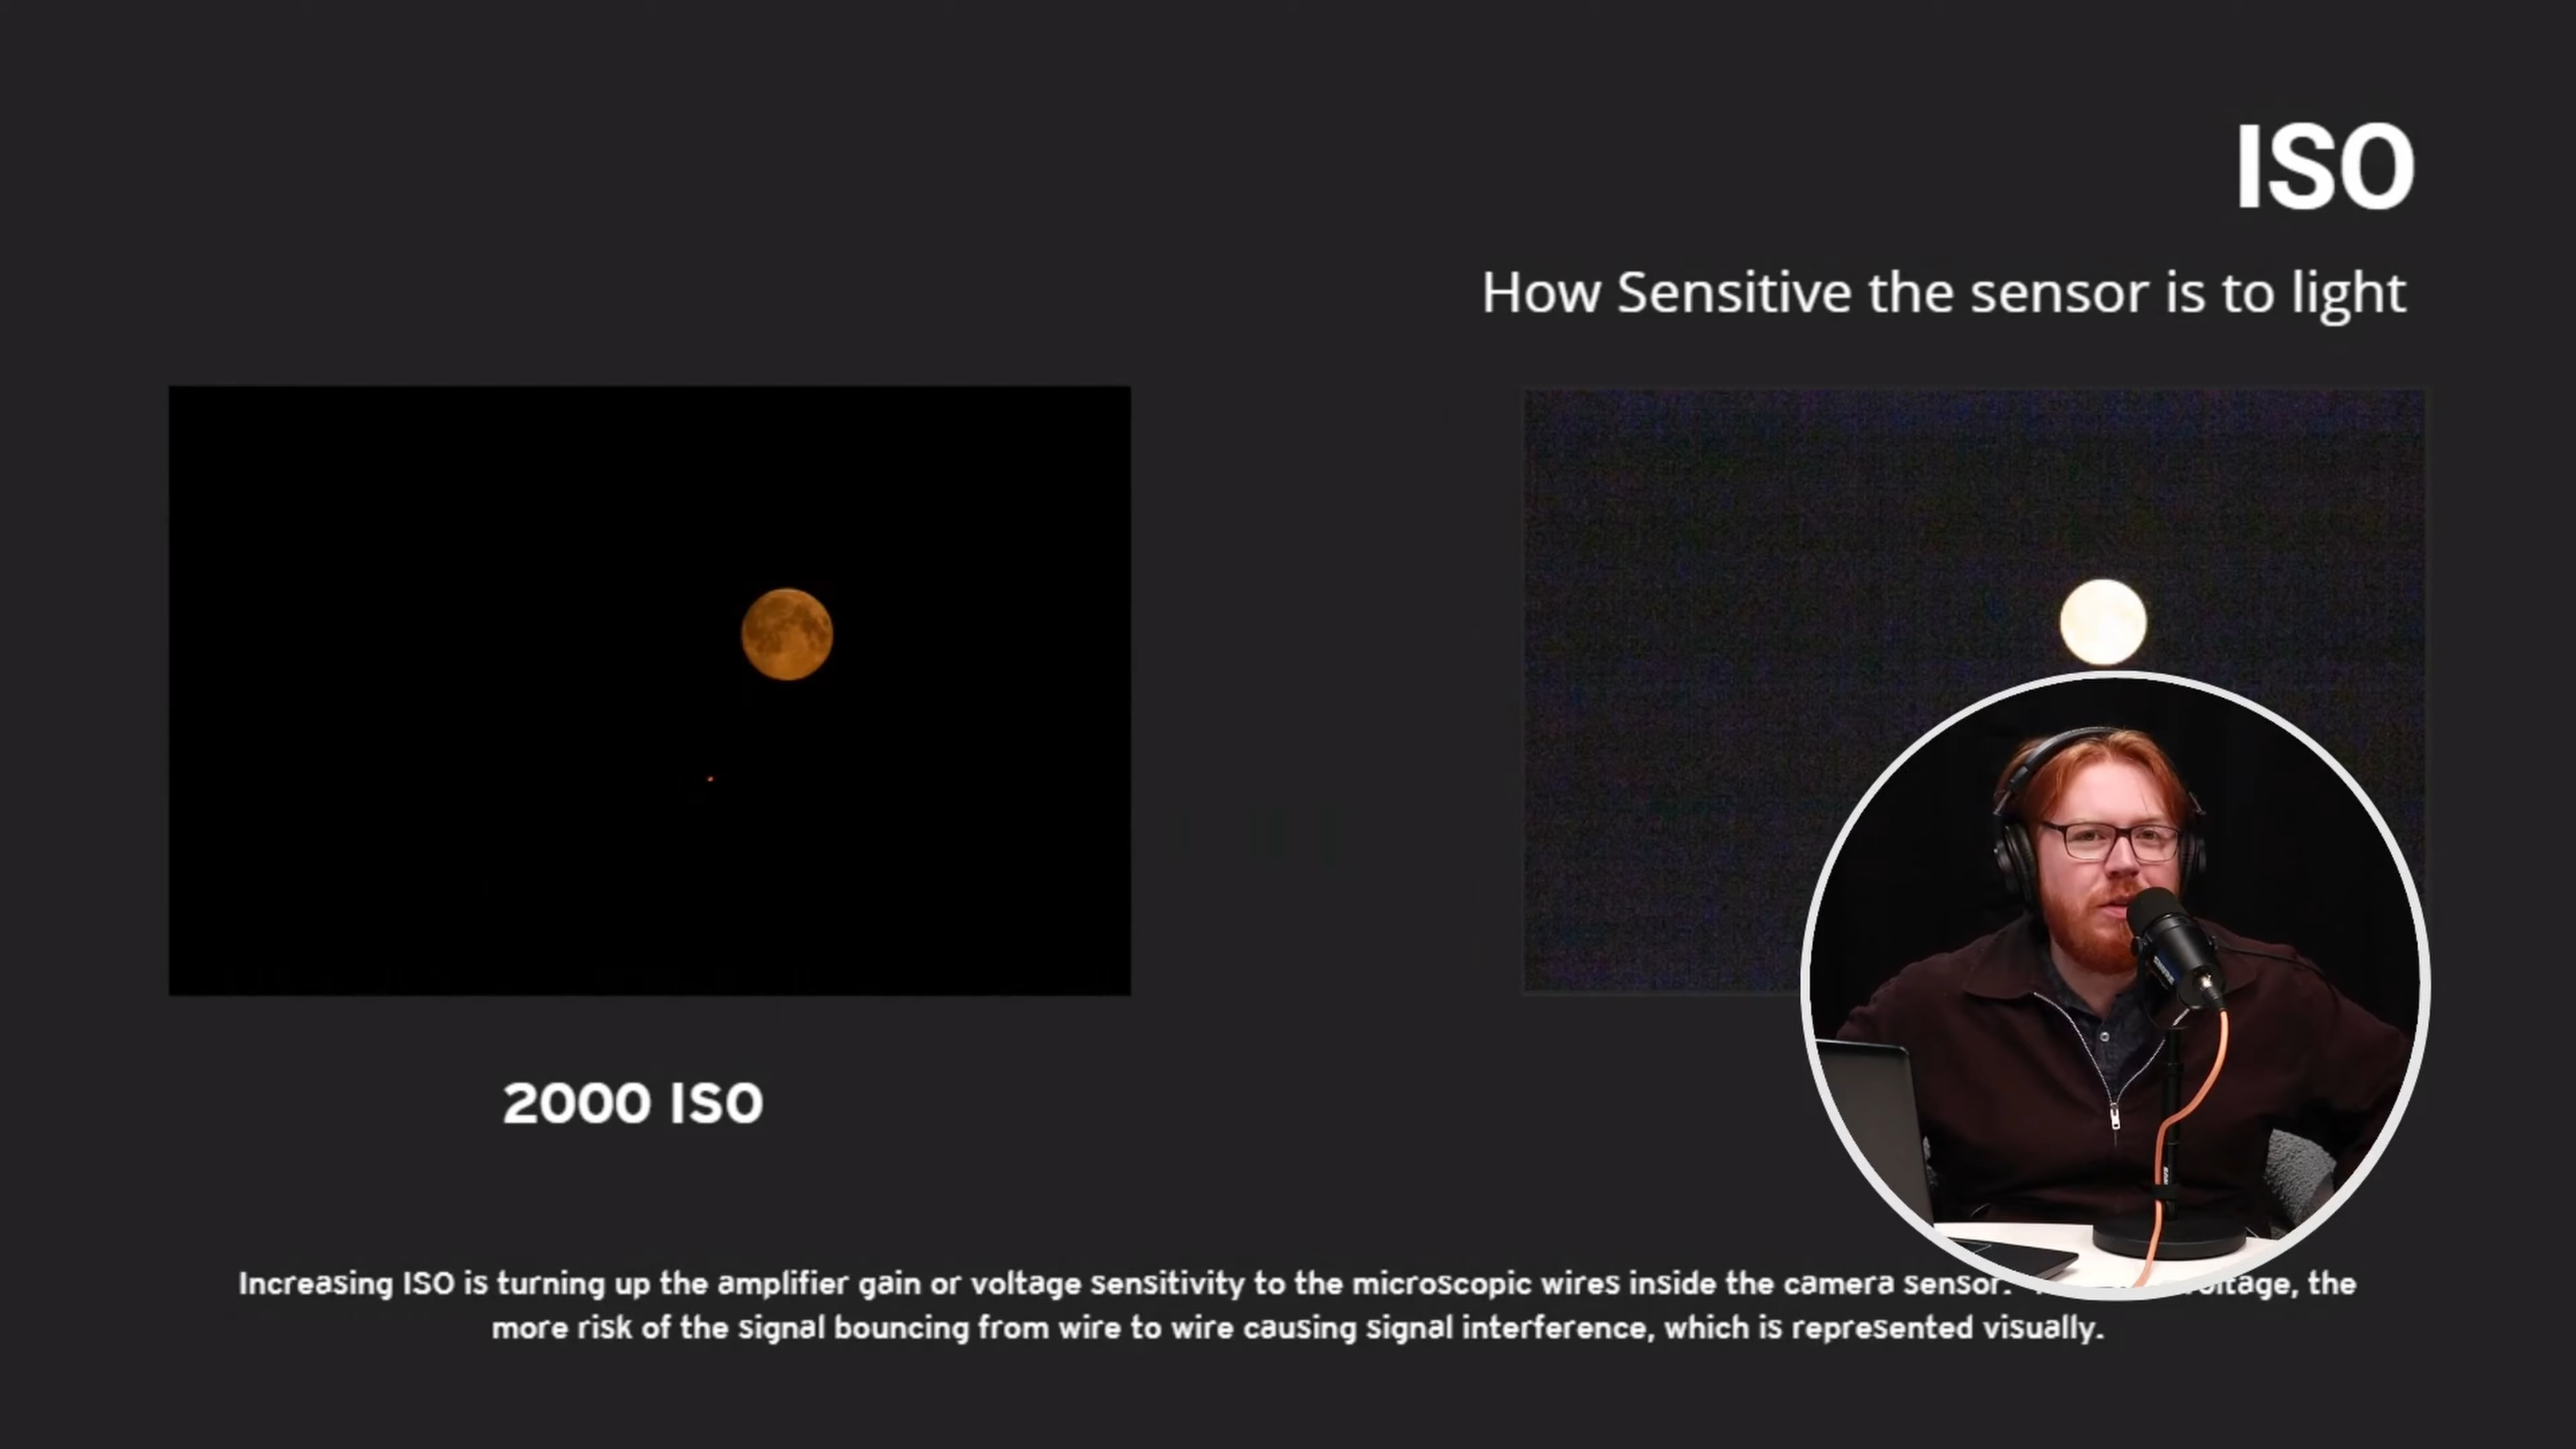 ISO
How Sensitive the sensor is to light
2000 ISO
Increasing ISO is turning up the amplifier gain or voltage sensitivity to the microscopic wires inside the camera sensor. the
more risk of the signal bouncing from wire to wire causing signal interference, which is represented visually.